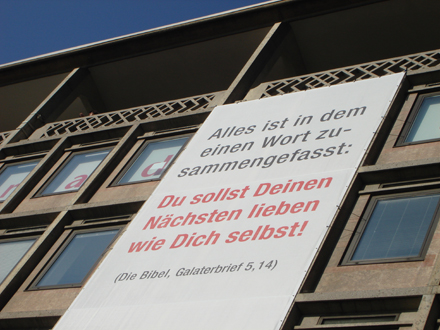 Alles ist in dem
einen Wort zu-
sammengefasst:
Du sollst Deinen
Nächsten lieben
wie Dich selbst!
(Die Bibel, Galaterbrief 5,14)